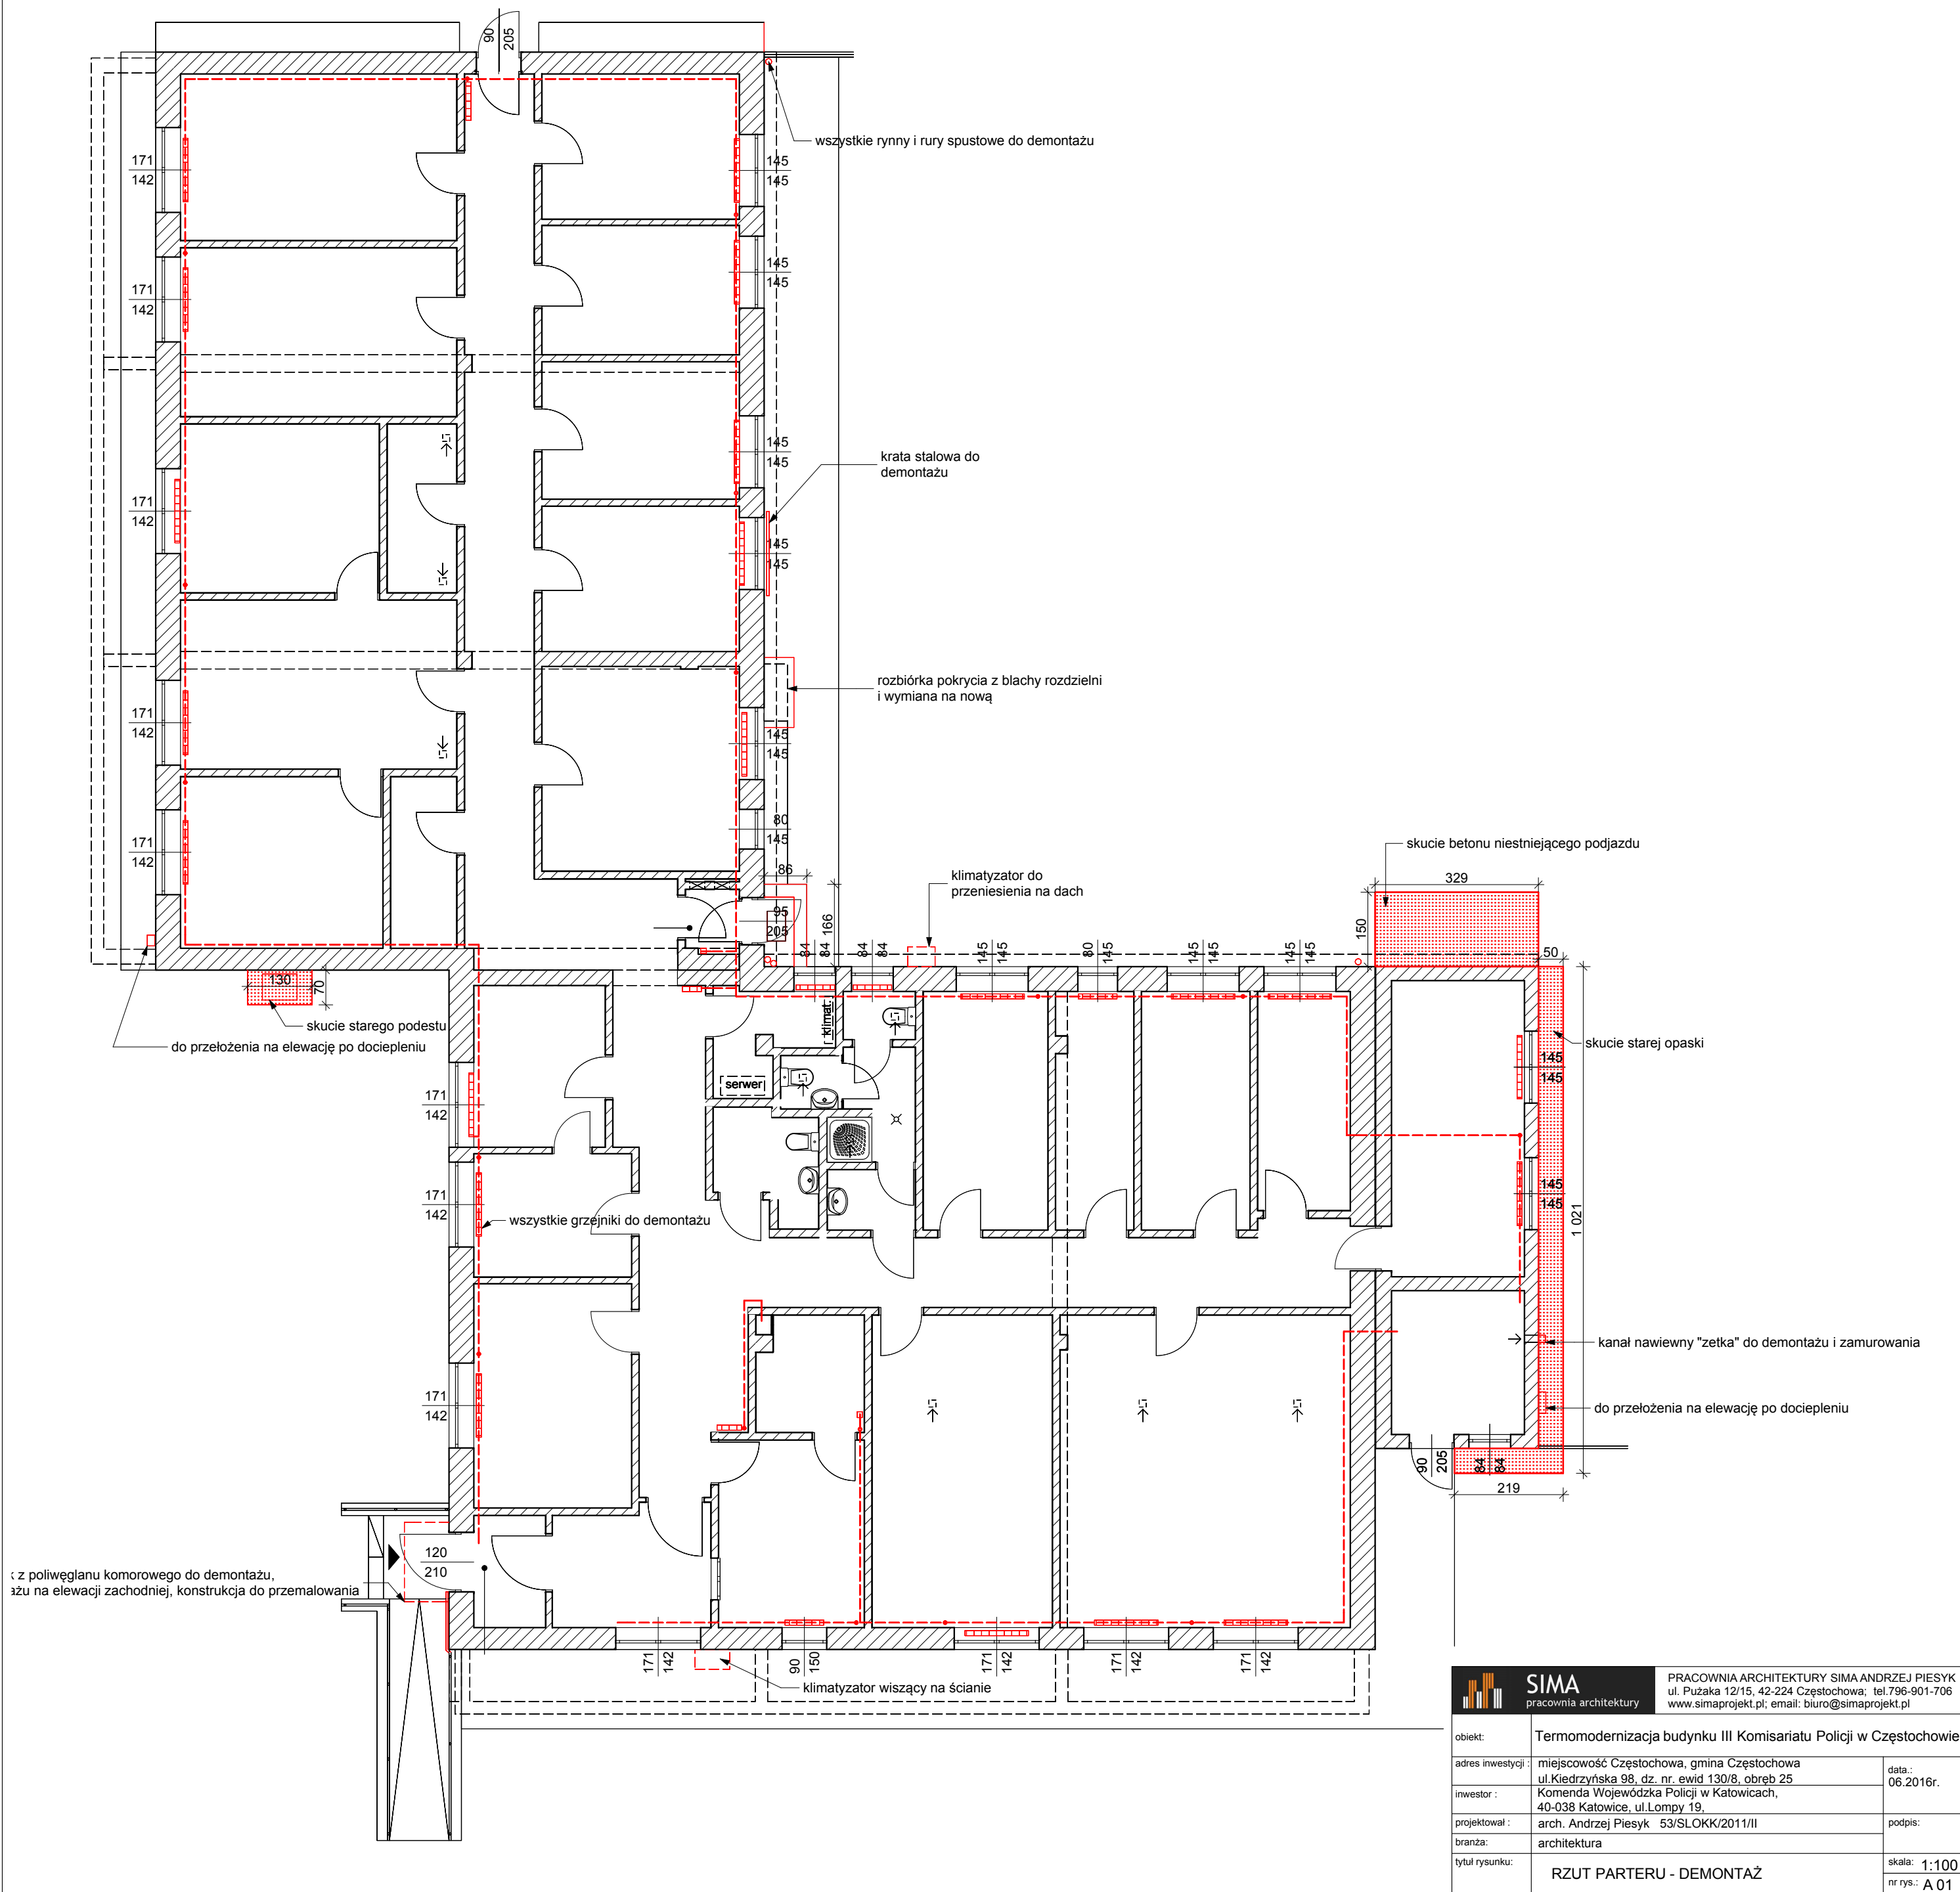 90
205
wszystkie rynny i rury spustowe do demontażu
171
142
145
145
171
142
145
145
145
145
krata stalowa do
demontażu
171
142
145
145
rozbiórka pokrycia z blachy rozdzielni
i wymiana na nową
171
142
145
145
80
145
171
142
86
klimatyzator do
przeniesienia na dach
skucie betonu niestniejącego podjazdu
329
150
95
205
166
84
84
84
84
145
145
80
145
145
145
145
145
50
130
70
skucie starego podestu
do przełożenia na elewację po dociepleniu
klimat.
serwer
skucie starej opaski
145
145
171
142
171
142
wszystkie grzejniki do demontażu
145
145
1 021
kanał nawiewny "zetka" do demontażu i zamurowania
171
142
do przełożenia na elewację po dociepleniu
90
205
84
84
219
120
210
z poliwęglanu komorowego do demontażu,
na elewacji zachodniej, konstrukcja do przemalowania
171
142
90
150
171
142
171
142
171
142
klimatyzator wiszący na ścianie
SIMA
pracownia architektury
PRACOWNIA ARCHITEKTURY SIMA ANDRZEJ PIESYK
ul. Pużaka 12/15, 42-224 Częstochowa; tel.796-901-706
www.simaprojekt.pl; email: biuro@simaprojekt.pl
obiekt:
Termomodernizacja budynku III Komisariatu Policji w Częstochowie
adres inwestycji :
miejscowość Częstochowa, gmina Częstochowa
ul.Kiedrzyńska 98, dz. nr. ewid 130/8, obręb 25
data.:
06.2016r.
inwestor :
Komenda Wojewódzka Policji w Katowicach,
40-038 Katowice, ul.Lompy 19,
projektował :
arch. Andrzej Piesyk 53/SLOKK/2011/II
podpis:
branża:
architektura
tytuł rysunku:
RZUT PARTERU - DEMONTAŻ
skala: 1:100
nr rys.: A 01